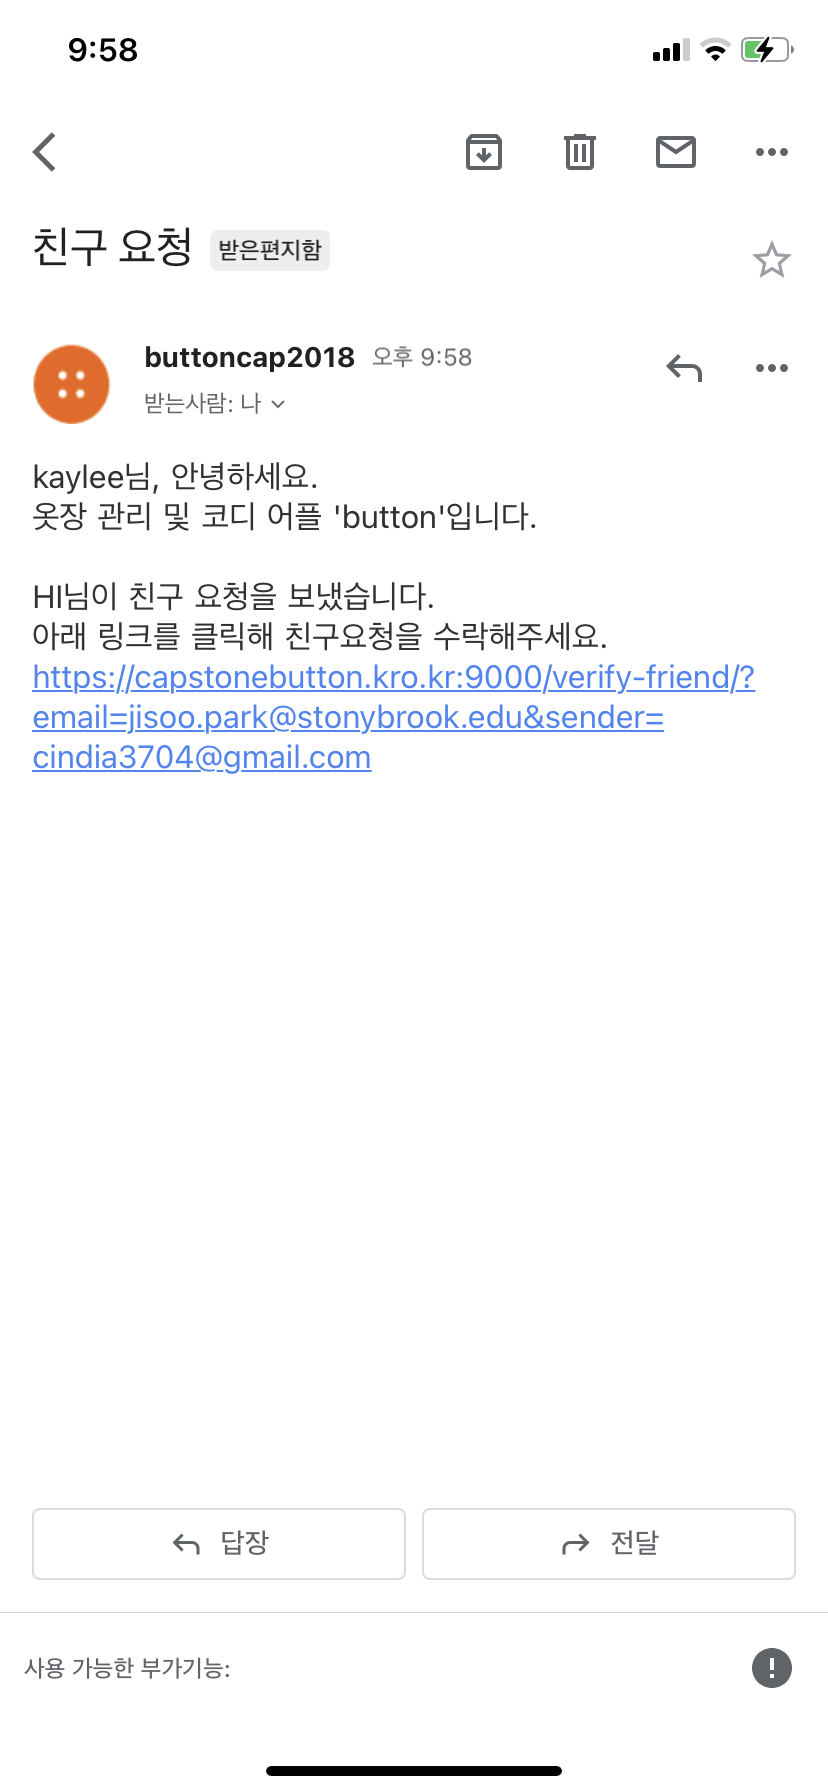 9:58
친구 요청 받은편지함
buttoncap2018 오후 9:58
받는사람: 나
kaylee님, 안녕하세요.
옷장 관리 및 코디 어플 'button'입니다.
HI님이 친구 요청을 보냈습니다.
아래 링크를 클릭해 친구요청을 수락해주세요.
https://capstonebutton.kro.kr:9000/verify-friend/?
email=jisoo.park@stonybrook.edu&sender=
cindia3704@gmail.com
답장
전달
사용 가능한 부가기능: